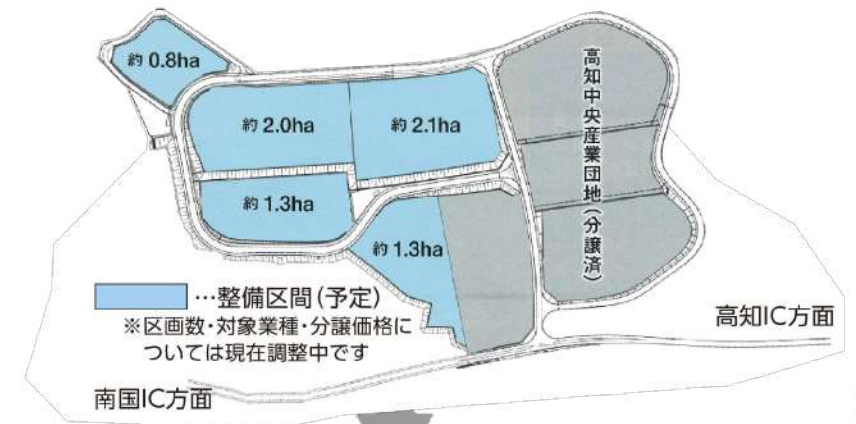 約0.8ha
約2.0ha
約2.1ha
約1.3ha
約1.3ha
高知中央産業団地(分譲済)
…整備区間(予定)
※区画数・対象業種・分譲価格に
ついては現在調整中です
高知IC方面
南国IC方面